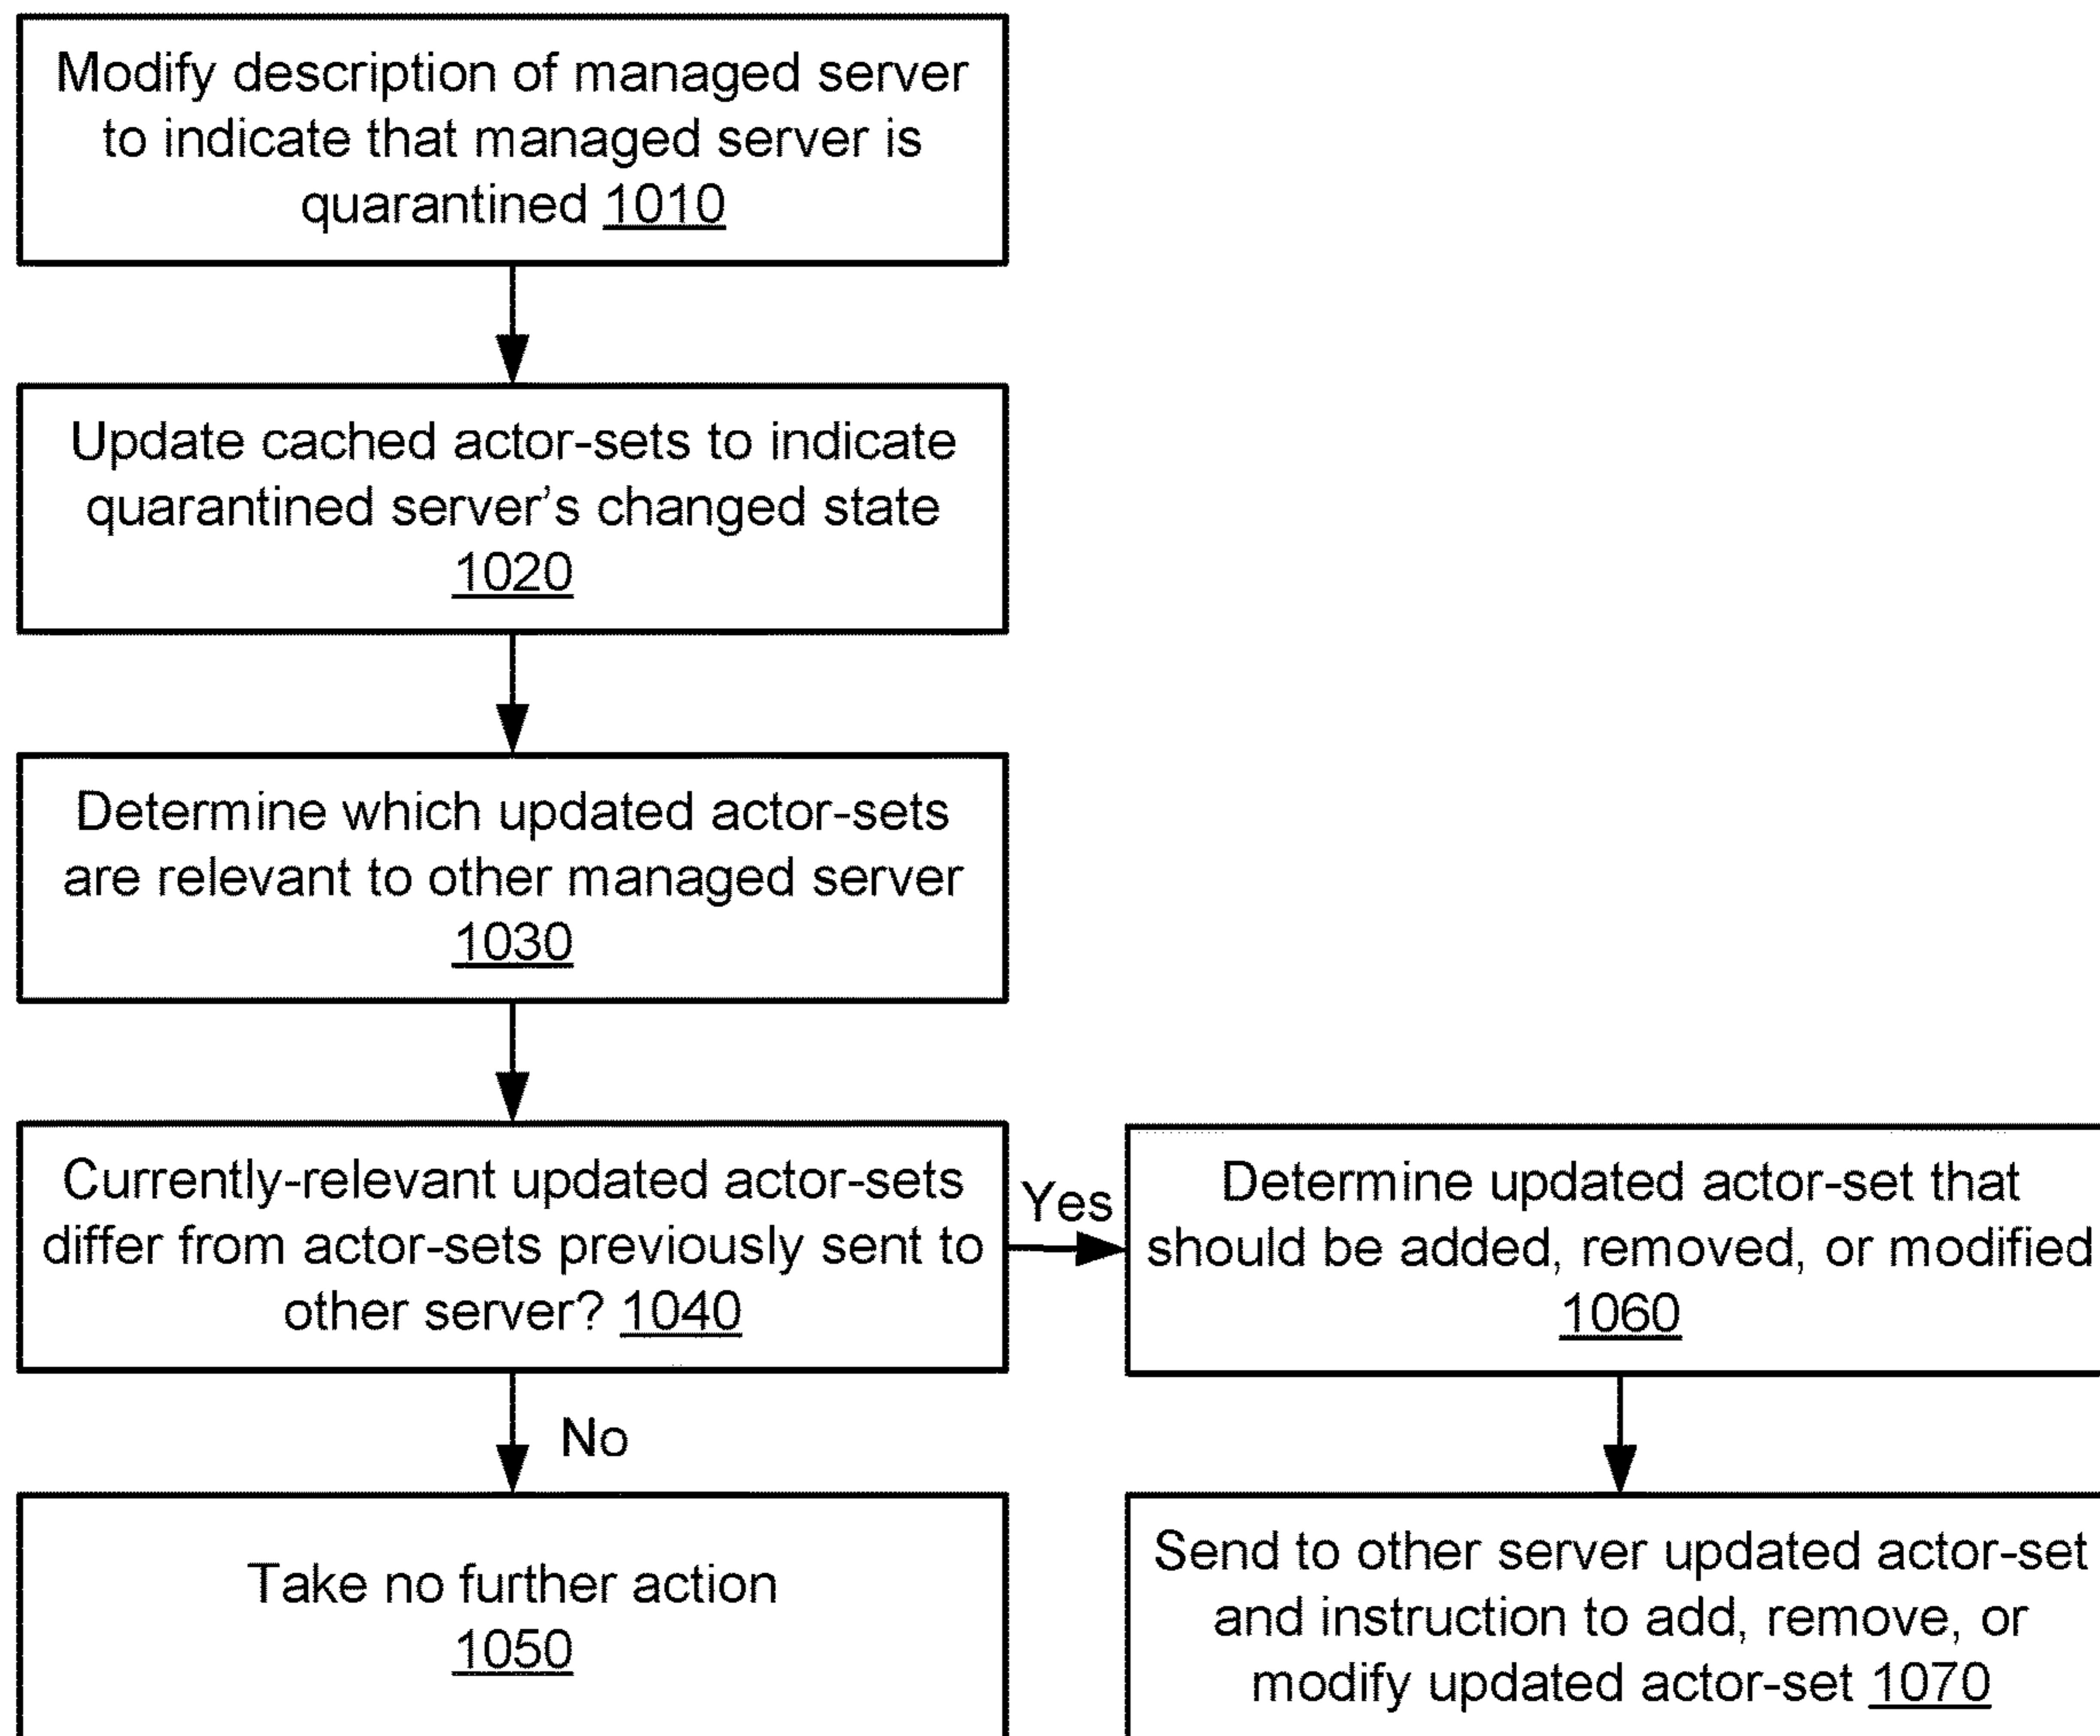 Modify description of managed server
to indicate that managed server is
quarantined 1010
Update cached actor-sets to indicate
quarantined server's changed state
1020
Determine which updated actor-sets
are relevant to other managed server
1030
Currently-relevant updated actor-sets
differ from actor-sets previously sent to
other server? 1040
Yes
Determine updated actor-set that
should be added, removed, or modified
1060
No
Take no further action
1050
Send to other server updated actor-set
and instruction to add, remove, or
modify updated actor-set 1070